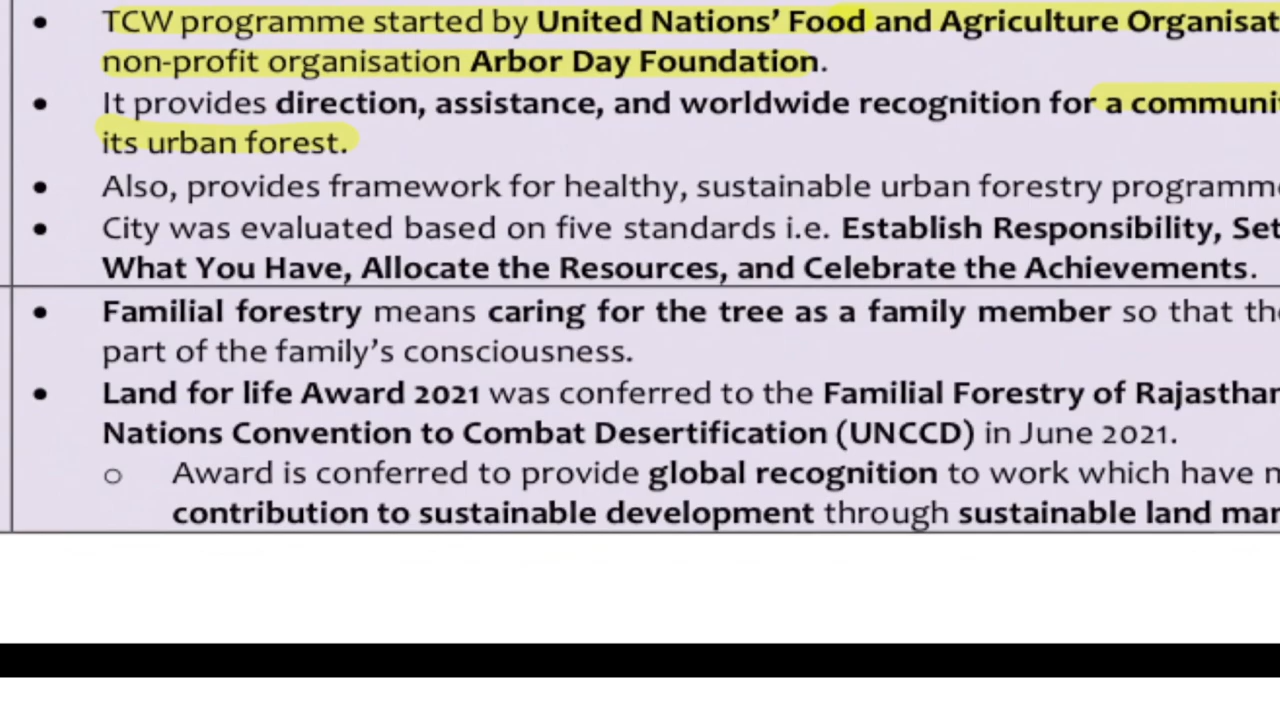 • TCW programme started by United Nations' Food and Agriculture
non-profit organisation Arbor Day Foundation.
• It provides direction, assistance, and worldwide recognition for a
its urban forest.
• Also, provides framework for healthy, sustainable urban forestry
• City was evaluated based on five standards i.e. Establish Responsibility, Set
What You Have, Allocate the Resources, and Celebrate the Achievements.
• Familial forestry means caring for the tree as a family member so that
part of the family's consciousness.
• Land for life Award 2021 was conferred to the Familial Forestry of
Nations Convention to Combat Desertification (UNCCD) in June 2021.
o Award is conferred to provide global recognition to work which have
contribution to sustainable development through sustainable land